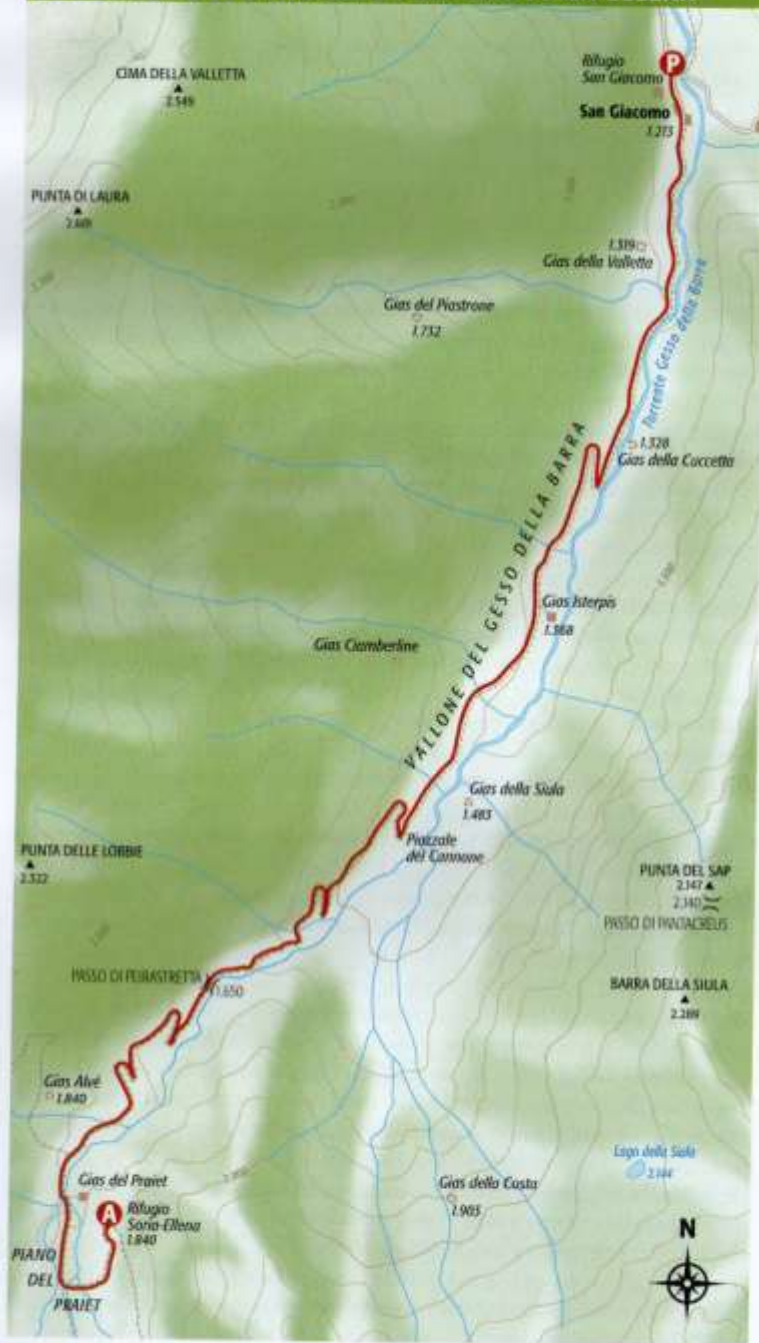 P
Rifugio
San Giacomo
San Giacomo
1.213
CIMA DELLA VALLETTA
2.549
PUNTA DI LAURA
1.319
Gias della Valletta
Gias del Piastrone
1.732
Torrente Gesso della Barra
1.328
Gias della Cuccetta
VALLONE DEL GESSO DELLA BARRA
Gias Isterpis
1.368
Gias Ciamberline
Gias della Siula
1.483
Piazzale
del Cannone
PUNTA DELLE LOBBIE
2.522
PUNTA DEL SAP
2.147
2.140
PASSO DI PANTACREUS
PASSO DI PEIRASTRETTA
1.650
BARRA DELLA SIULA
2.289
Gias Alvé
1.840
Lago della Siula
2.144
Gias del Praiet
A
Rifugio
Soria-Ellena
1.840
Gias della Costa
1.903
PIANO
DEL
PRAIET
N